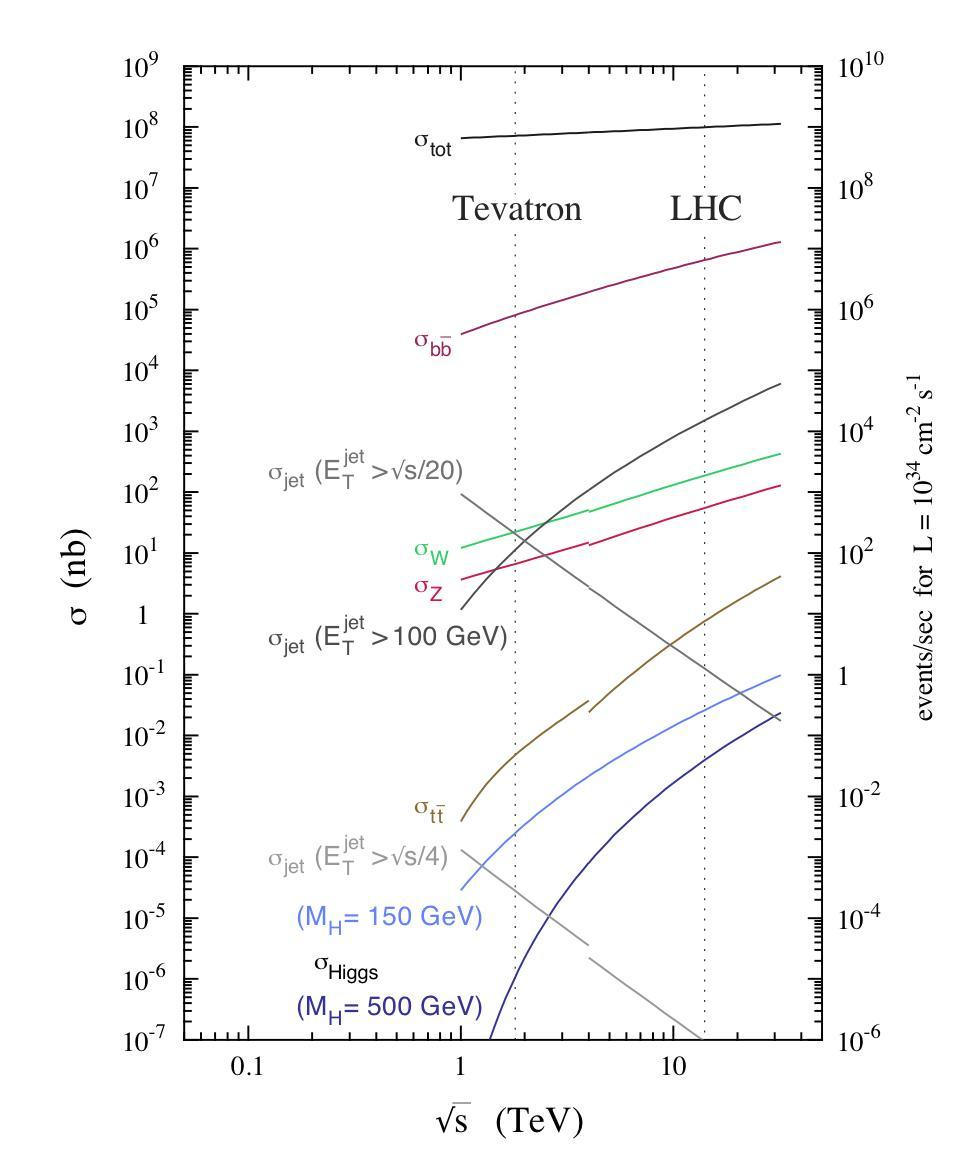 10^9
10^8
10^7
10^6
10^5
10^4
10^3
10^2
10^1
1
10^-1
10^-2
10^-3
10^-4
10^-5
10^-6
10^-7
σ (nb)
σ_tot
Tevatron LHC
σ_bb̄
σ_jet (E_T^jet > √s/20)
σ_W
σ_Z
σ_jet (E_T^jet > 100 GeV)
σ_tt̄
σ_jet (E_T^jet > √s/4)
(M_H = 150 GeV)
σ_Higgs
(M_H = 500 GeV)
10^10
10^8
10^6
10^4
10^2
1
10^-2
10^-4
10^-6
events/sec for L = 10^34 cm^-2 s^-1
0.1 1 10
√s (TeV)